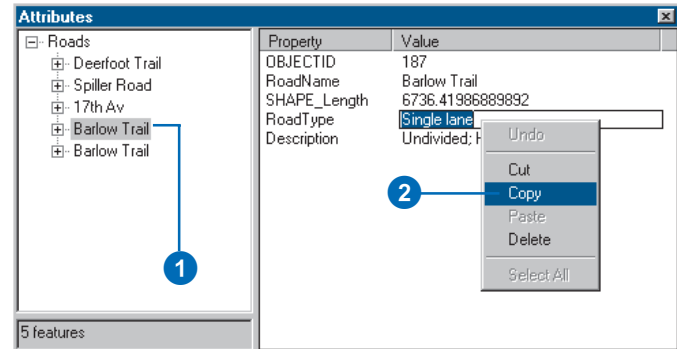 Attributes
Roads
Deerfoot Trail
Spiller Road
17th Av
Barlow Trail
Barlow Trail
1
5 features
Property Value
OBJECTID 187
RoadName Barlow Trail
SHAPE_Length 6736.41986889892
RoadType Single lane
Description Undivided; H
Undo
Cut
2 Copy
Paste
Delete
Select All